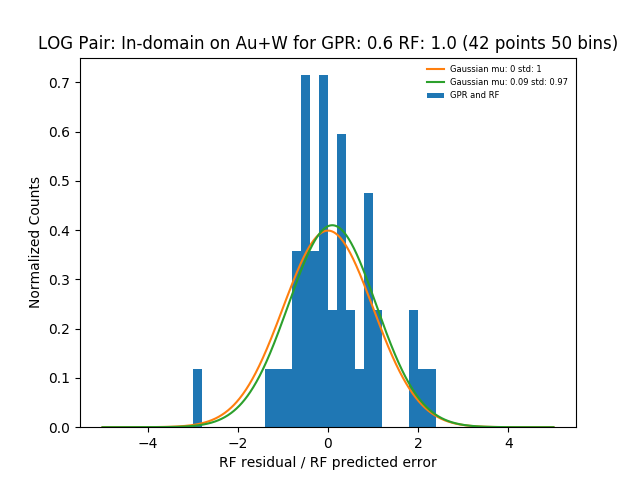 LOG Pair: In-domain on Au+W for GPR: 0.6 RF: 1.0 (42 points 50 bins)
Gaussian mu: 0 std: 1
Gaussian mu: 0.09 std: 0.97
GPR and RF
Normalized Counts
0.7
0.6
0.5
0.4
0.3
0.2
0.1
0.0
−4 −2 0 2 4
RF residual / RF predicted error